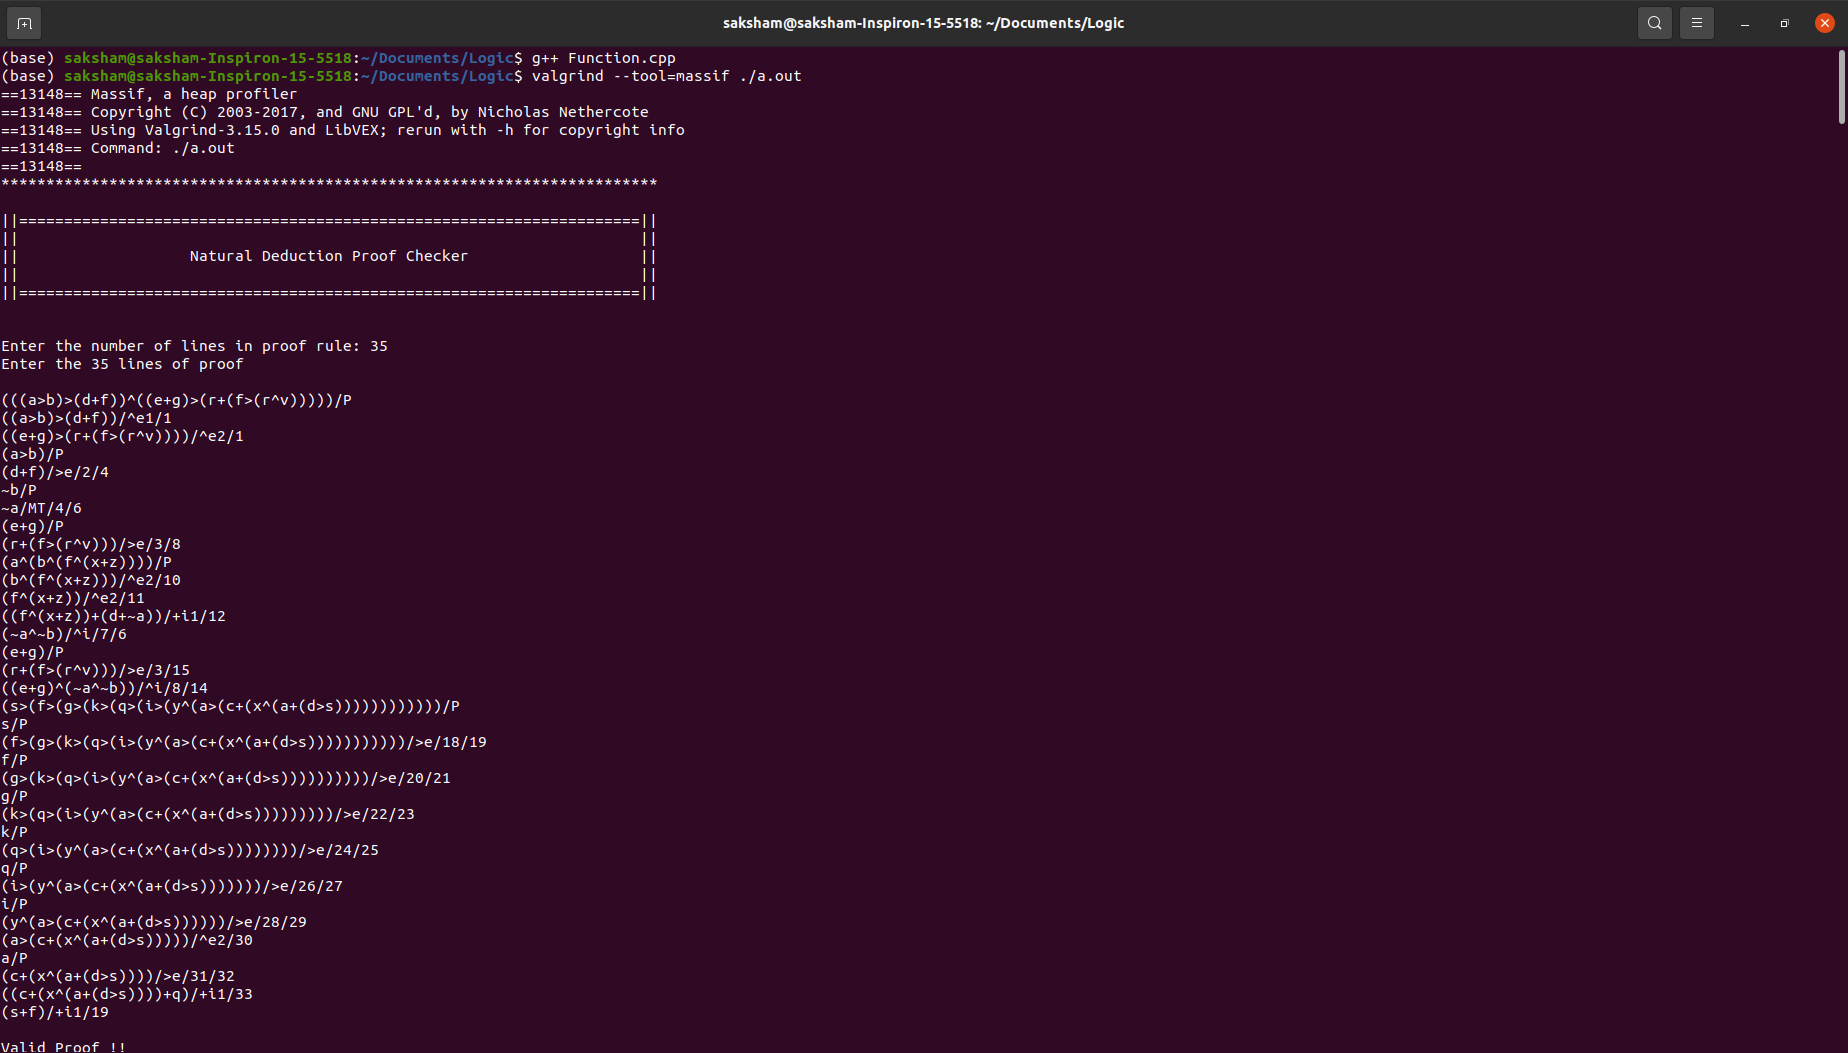 saksham@saksham-Inspiron-15-5518: ~/Documents/Logic
(base) saksham@saksham-Inspiron-15-5518:~/Documents/Logic$ g++ Function.cpp
(base) saksham@saksham-Inspiron-15-5518:~/Documents/Logic$ valgrind --tool=massif ./a.out
==13148== Massif, a heap profiler
==13148== Copyright (C) 2003-2017, and GNU GPL'd, by Nicholas Nethercote
==13148== Using Valgrind-3.15.0 and LibVEX; rerun with -h for copyright info
==13148== Command: ./a.out
==13148==
*************************************************************************
||=====================================================================||
||                                                                     ||
||                   Natural Deduction Proof Checker                   ||
||                                                                     ||
||=====================================================================||
Enter the number of lines in proof rule: 35
Enter the 35 lines of proof
(((a>b)>(d+f))^((e+g)>(r+(f>(r^v)))))/P
((a>b)>(d+f))/^e1/1
((e+g)>(r+(f>(r^v))))/^e2/1
(a>b)/P
(d+f)/>e/2/4
~b/P
~a/MT/4/6
(e+g)/P
(r+(f>(r^v)))/>e/3/8
(a^(b^(f^(x+z))))/P
(b^(f^(x+z)))/^e2/10
(f^(x+z))/^e2/11
((f^(x+z))+(d+~a))/+i1/12
(~a^~b)/^i/7/6
(e+g)/P
(r+(f>(r^v)))/>e/3/15
((e+g)^(~a^~b))/^i/8/14
(s>(f>(g>(k>(q>(i>(y^(a>(c+(x^(a+(d>s))))))))))))/P
s/P
(f>(g>(k>(q>(i>(y^(a>(c+(x^(a+(d>s)))))))))))/>e/18/19
f/P
(g>(k>(q>(i>(y^(a>(c+(x^(a+(d>s))))))))))/>e/20/21
g/P
(k>(q>(i>(y^(a>(c+(x^(a+(d>s)))))))))/>e/22/23
k/P
(q>(i>(y^(a>(c+(x^(a+(d>s))))))))/>e/24/25
q/P
(i>(y^(a>(c+(x^(a+(d>s)))))))/>e/26/27
i/P
(y^(a>(c+(x^(a+(d>s))))))/>e/28/29
(a>(c+(x^(a+(d>s)))))/^e2/30
a/P
(c+(x^(a+(d>s))))/>e/31/32
((c+(x^(a+(d>s))))+q)/+i1/33
(s+f)/+i1/19
Valid Proof !!